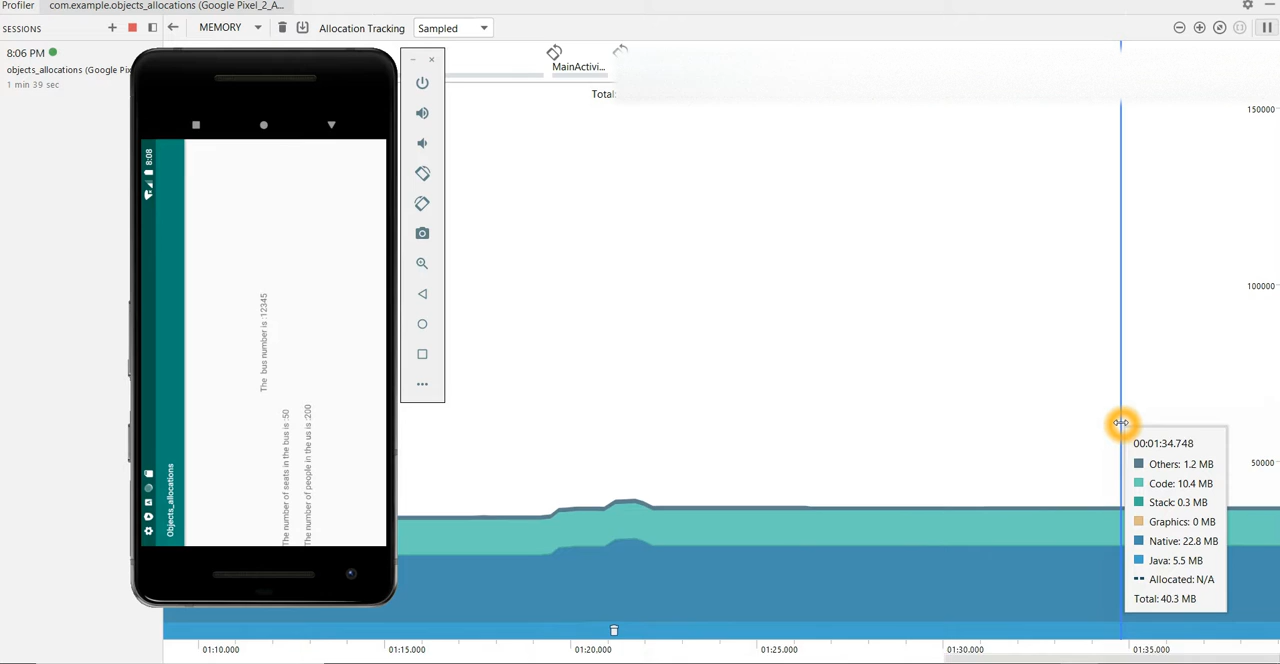 Profiler com.example.objects_allocations (Google Pixel_2_A...
SESSIONS
MEMORY
Allocation Tracking
Sampled
8:06 PM
objects_allocations (Google Pix
1 min 39 sec
MainActivi...
Total:
150000
100000
50000
8:08
Objects_allocations
The bus number is :12345
The number of seats in the bus is :50
The number of people in the us is :200
00:01:34.748
Others: 1.2 MB
Code: 10.4 MB
Stack: 0.3 MB
Graphics: 0 MB
Native: 22.8 MB
Java: 5.5 MB
Allocated: N/A
Total: 40.3 MB
01:10.000
01:15.000
01:20.000
01:25.000
01:30.000
01:35.000